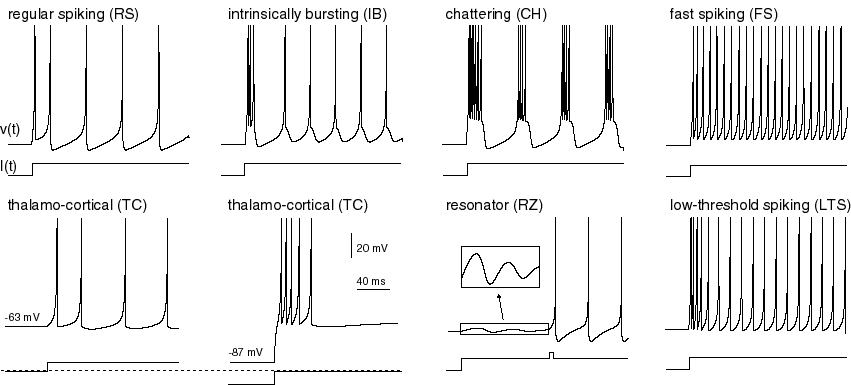 regular spiking (RS)
intrinsically bursting (IB)
chattering (CH)
fast spiking (FS)
v(t)
I(t)
thalamo-cortical (TC)
thalamo-cortical (TC)
resonator (RZ)
low-threshold spiking (LTS)
20 mV
40 ms
-63 mV
-87 mV